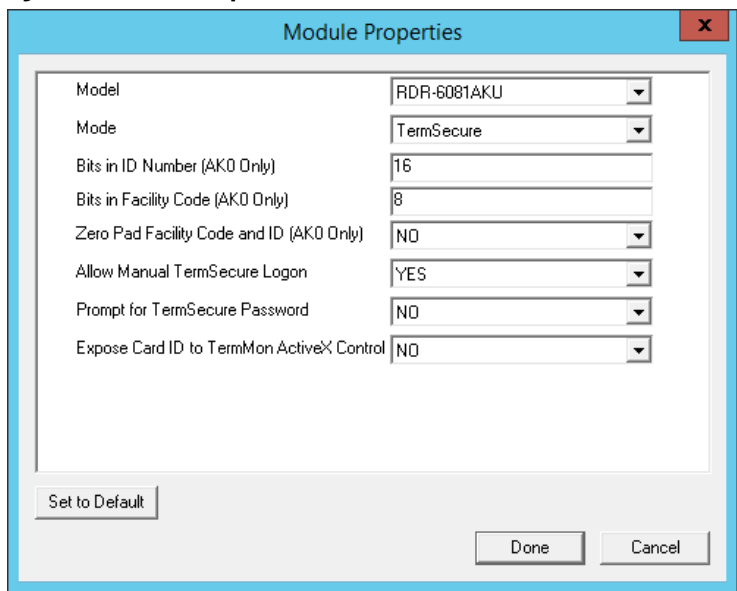 Module Properties
x
Model RDR-6081AKU
Mode TermSecure
Bits in ID Number (AK0 Only) 16
Bits in Facility Code (AK0 Only) 8
Zero Pad Facility Code and ID (AK0 Only) NO
Allow Manual TermSecure Logon YES
Prompt for TermSecure Password NO
Expose Card ID to TermMon ActiveX Control NO
Set to Default
Done Cancel